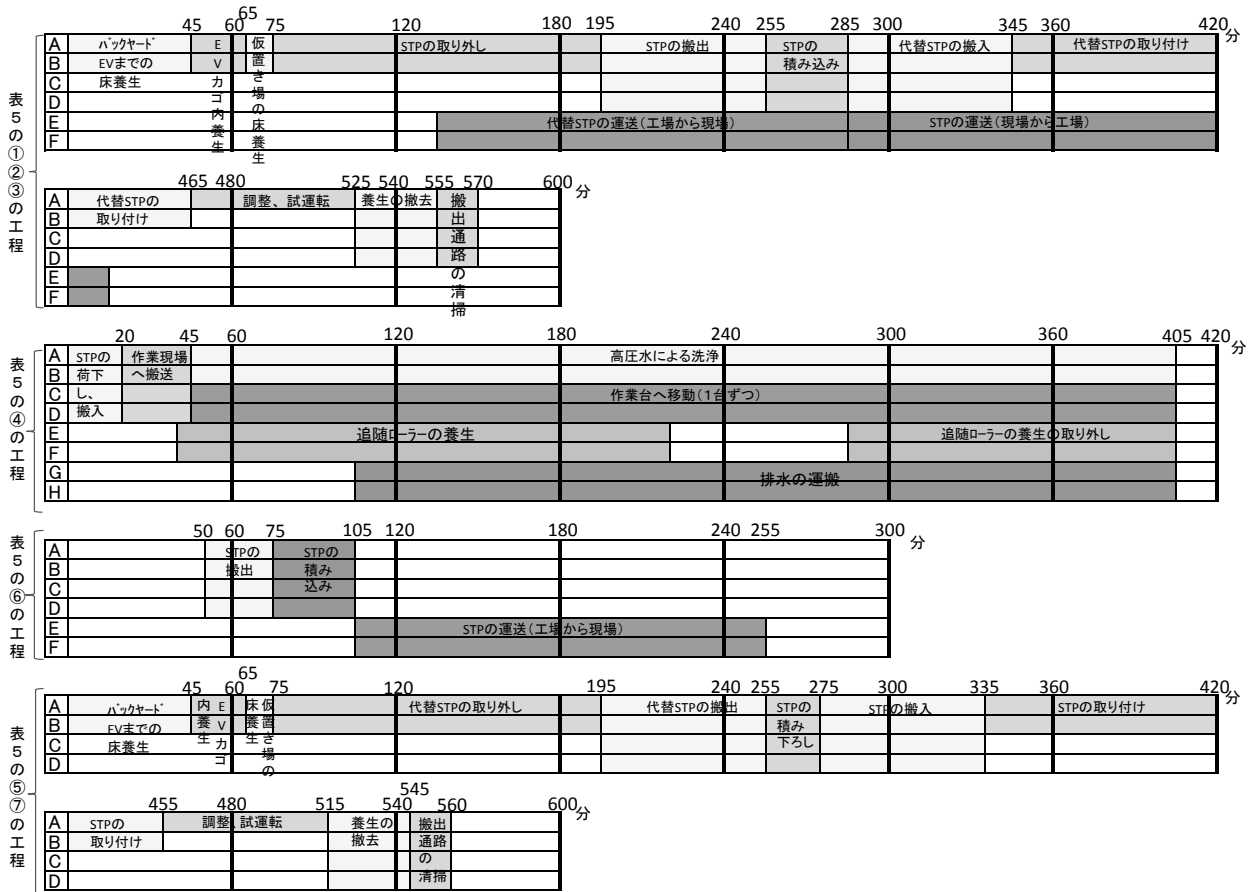 45 60 65 75 120 180 195 240 255 285 300 345 360 420 分
表5の①②③の工程
A ﾊﾞックヤード E 仮 STPの取り外し STPの搬出 STPの 代替STPの搬入 代替STPの取り付け
B EVまでの V 置 積み込み
C 床養生 カ き
D ゴ 場
E 内 の 代替STPの運送(工場から現場) STPの運送(現場から工場)
F 養生 床養生
465 480 525 540 555 570 600 分
A 代替STPの 調整、試運転 養生の撤去 搬
B 取り付け 出
C 通
D 路
E の
F 清掃
20 45 60 120 180 240 300 360 405 420 分
表5の④の工程
A STPの 作業現場 高圧水による洗浄
B 荷下 へ搬送
C し、 作業台へ移動(1台ずつ)
D 搬入
E 追随ローラーの養生 追随ローラーの養生の取り外し
F
G 排水の運搬
H
50 60 75 105 120 180 240 255 300 分
表5の⑥の工程
A STPの STPの
B 搬出 積み
C 込み
D
E STPの運送(工場から現場)
F
45 60 65 75 120 195 240 255 275 300 335 360 420 分
表5の⑤⑦の工程
A ﾊﾞックヤード EVカゴ内養生 仮置き場の床養生 代替STPの取り外し 代替STPの搬出 STPの STPの搬入 STPの取り付け
B EVまでの 積み
C 床養生 下ろし
D
455 480 515 540 545 560 600 分
A STPの 調整、試運転 養生の 搬出
B 取り付け 撤去 通路
C の
D 清掃